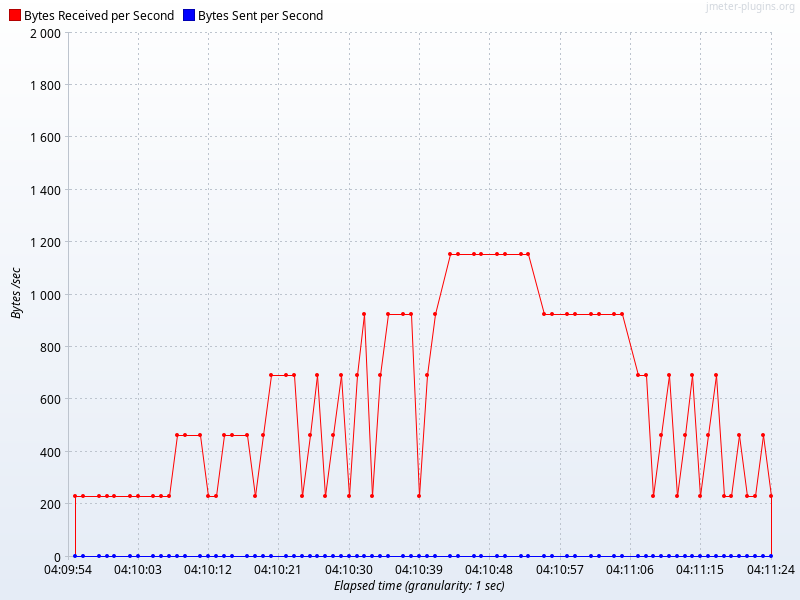 jmeter-plugins.org
Bytes Received per Second Bytes Sent per Second
2 000
1 800
1 600
1 400
1 200
1 000
800
600
400
200
0
Bytes /sec
04:09:54 04:10:03 04:10:12 04:10:21 04:10:30 04:10:39 04:10:48 04:10:57 04:11:06 04:11:15 04:11:24
Elapsed time (granularity: 1 sec)